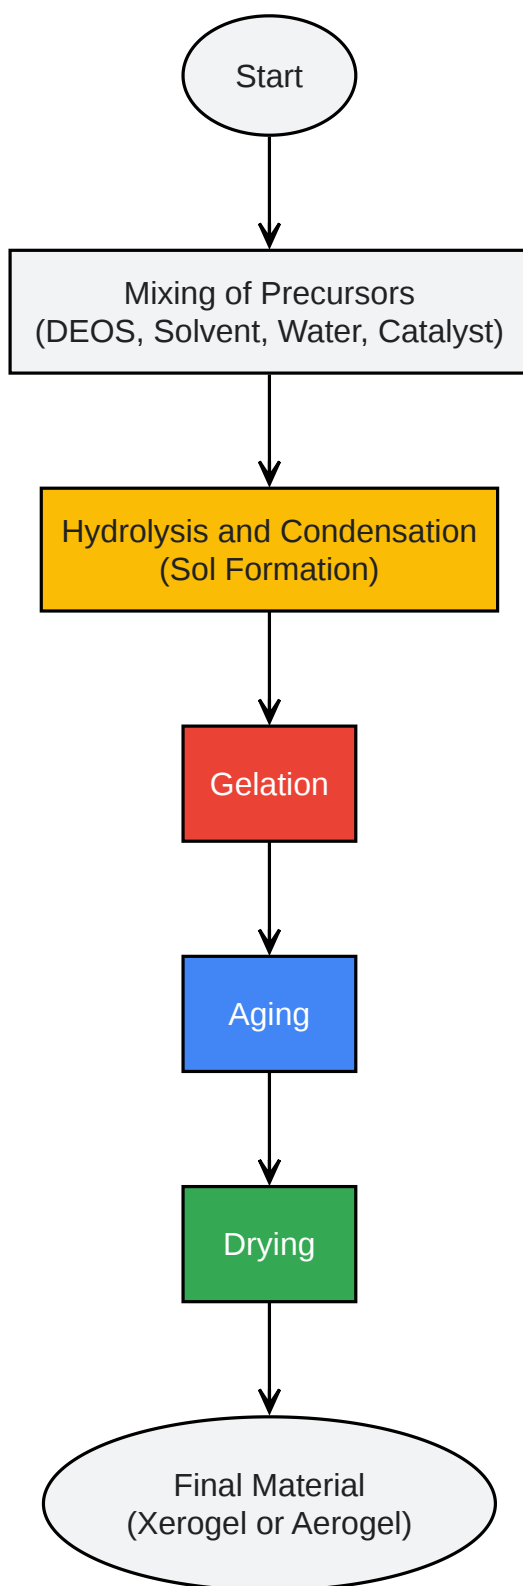 Start
Mixing of Precursors
(DEOS, Solvent, Water, Catalyst)
Hydrolysis and Condensation
(Sol Formation)
Gelation
Aging
Drying
Final Material
(Xerogel or Aerogel)